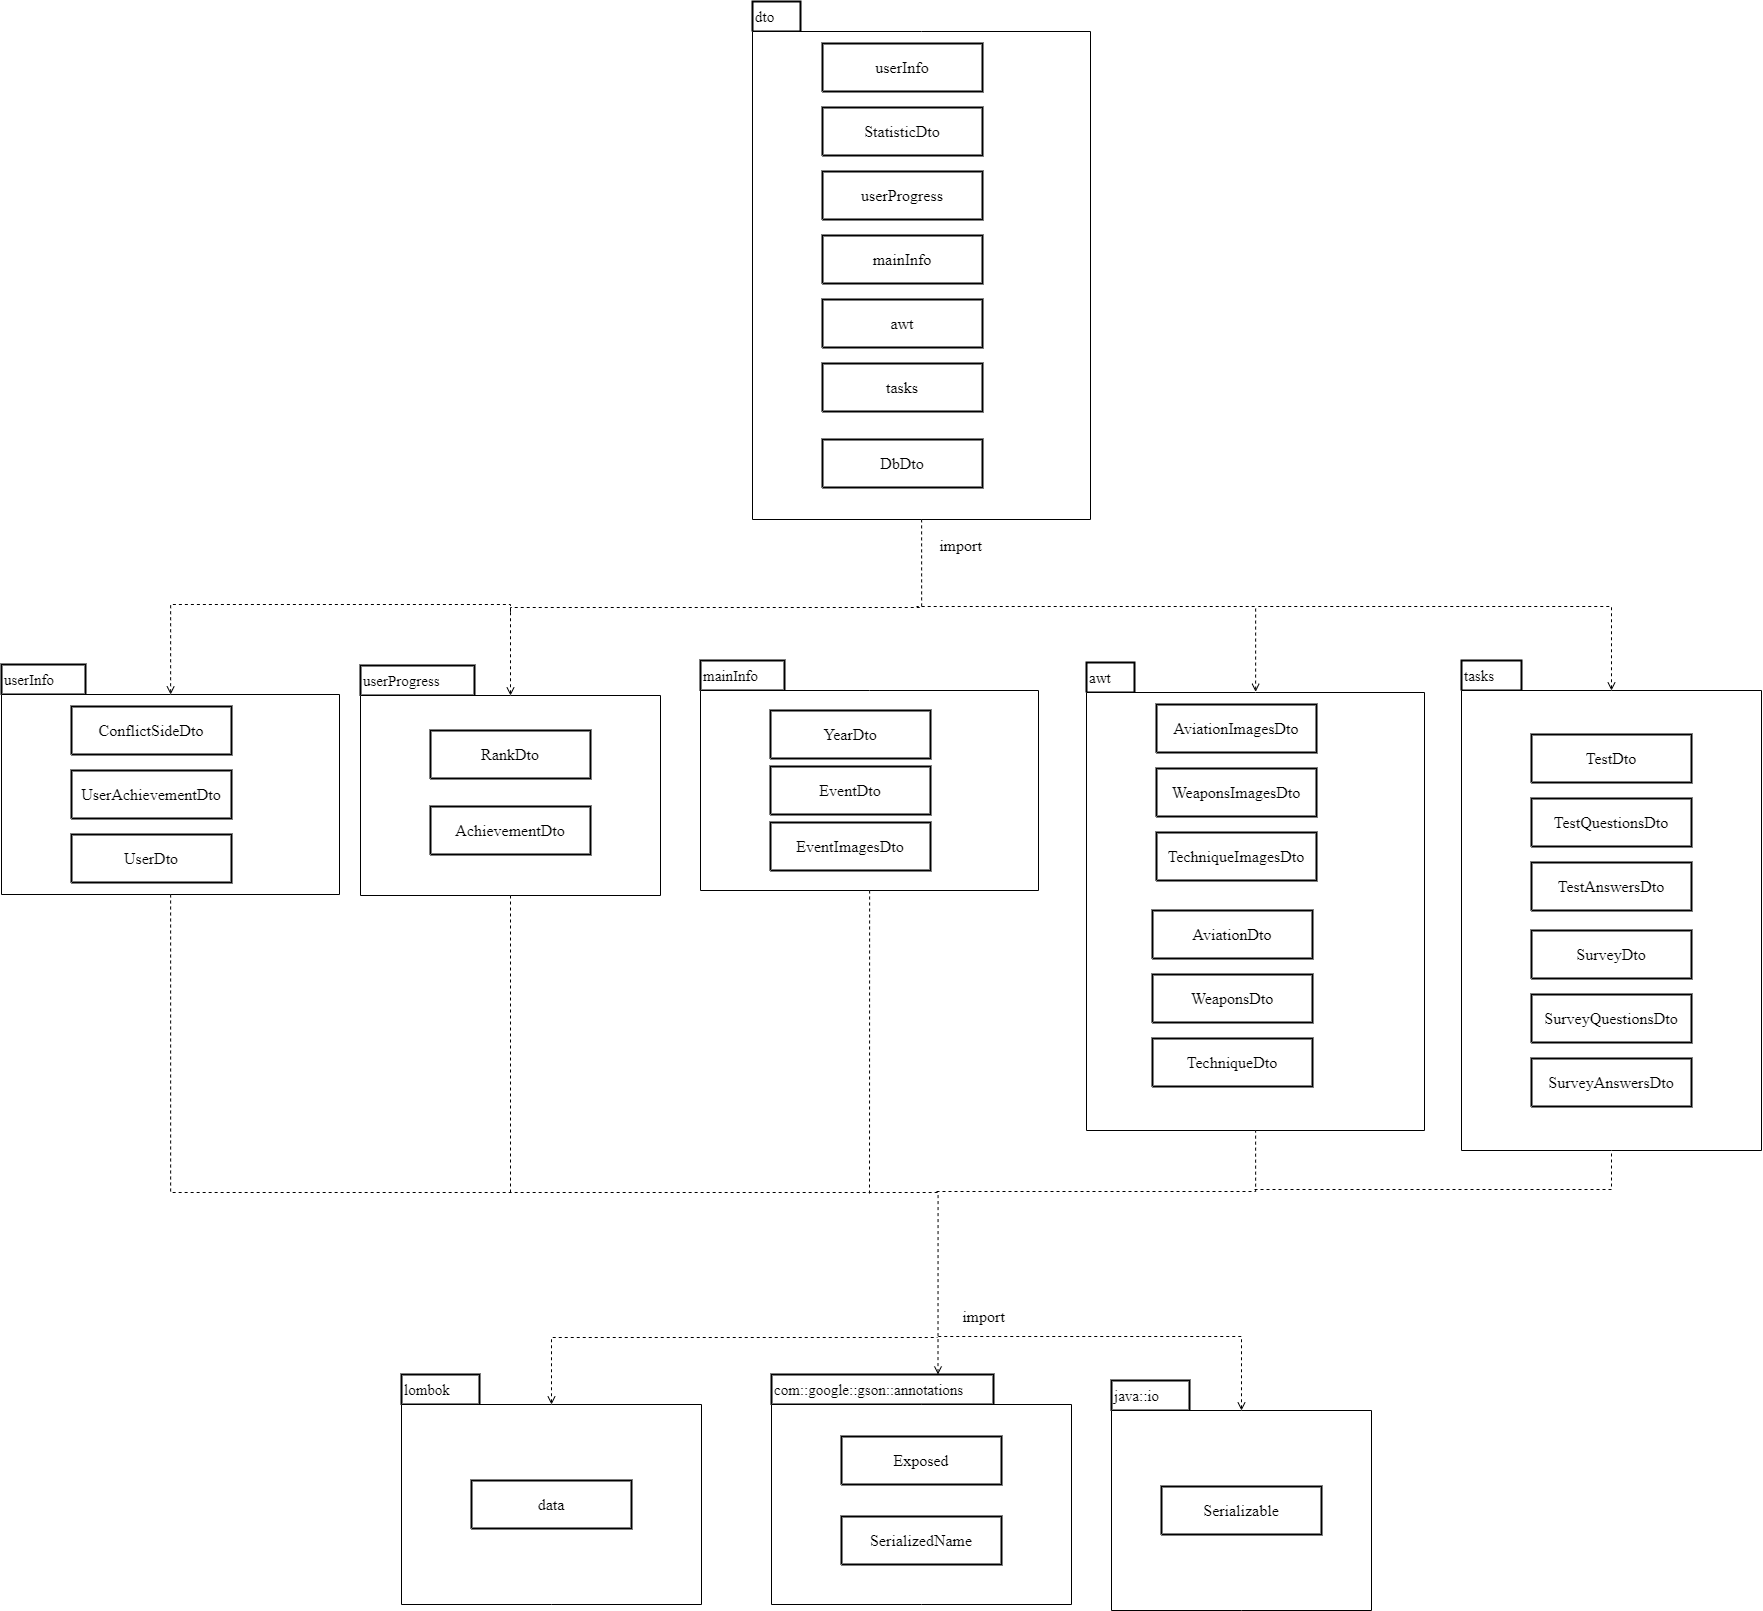 dto
userInfo
StatisticDto
userProgress
mainInfo
awt
tasks
DbDto
import
userInfo
ConflictSideDto
UserAchievementDto
UserDto
userProgress
RankDto
AchievementDto
mainInfo
YearDto
EventDto
EventImagesDto
awt
AviationImagesDto
WeaponsImagesDto
TechniqueImagesDto
AviationDto
WeaponsDto
TechniqueDto
tasks
TestDto
TestQuestionsDto
TestAnswersDto
SurveyDto
SurveyQuestionsDto
SurveyAnswersDto
import
lombok
data
com::google::gson::annotations
Exposed
SerializedName
java::io
Serializable